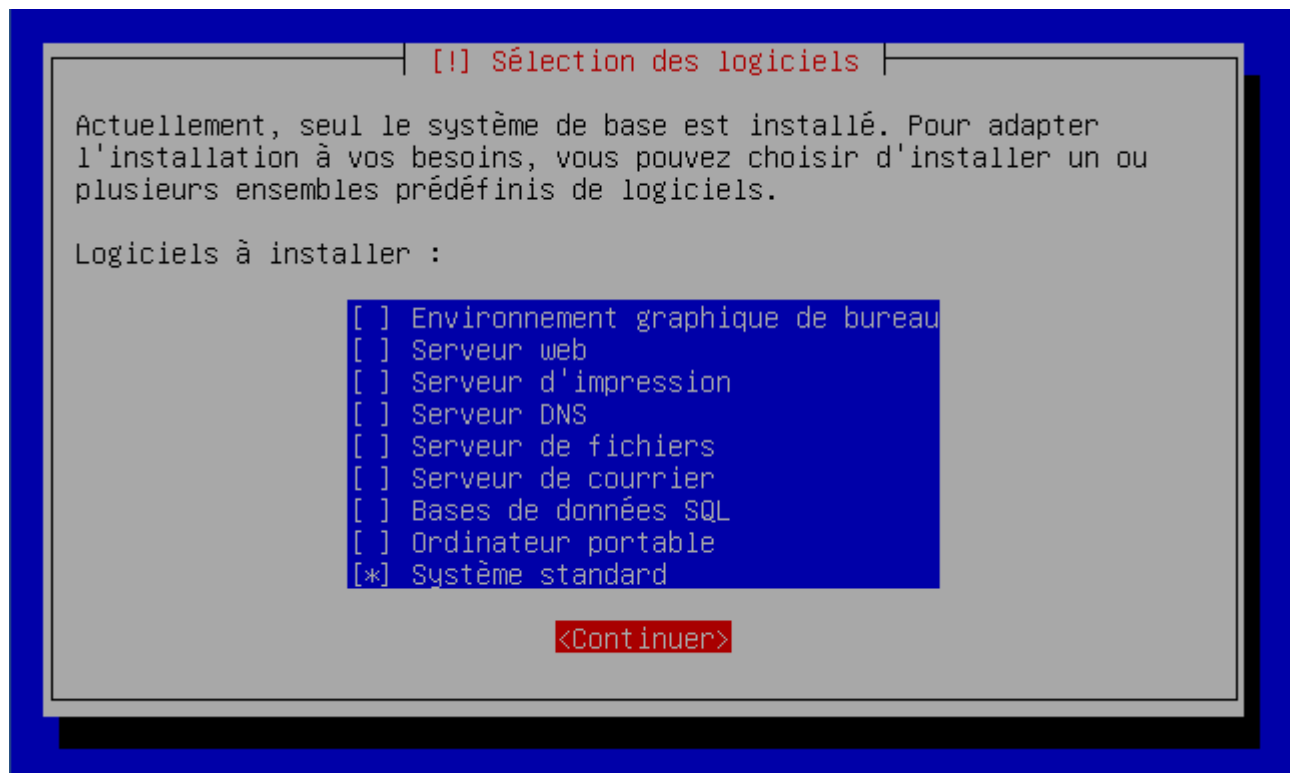 [!] Sélection des logiciels
Actuellement, seul le système de base est installé. Pour adapter
l'installation à vos besoins, vous pouvez choisir d'installer un ou
plusieurs ensembles prédéfinis de logiciels.
Logiciels à installer :
[ ] Environnement graphique de bureau
[ ] Serveur web
[ ] Serveur d'impression
[ ] Serveur DNS
[ ] Serveur de fichiers
[ ] Serveur de courrier
[ ] Bases de données SQL
[ ] Ordinateur portable
[*] Système standard
<Continuer>